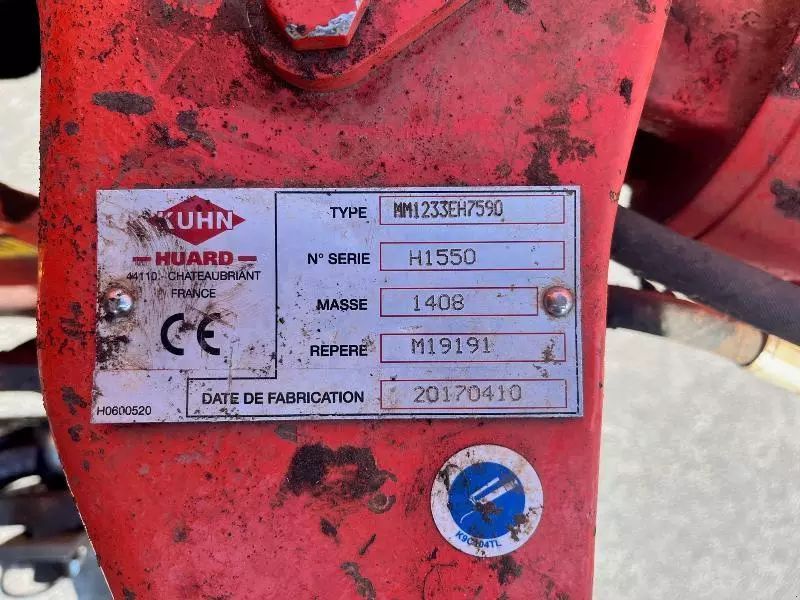 KUHN
HUARD
44110 - CHATEAUBRIANT
FRANCE
CE
H0600520
TYPE MM1233EH7590
N° SERIE H1550
MASSE 1408
REPERE M19191
DATE DE FABRICATION 20170410
K9C104TL